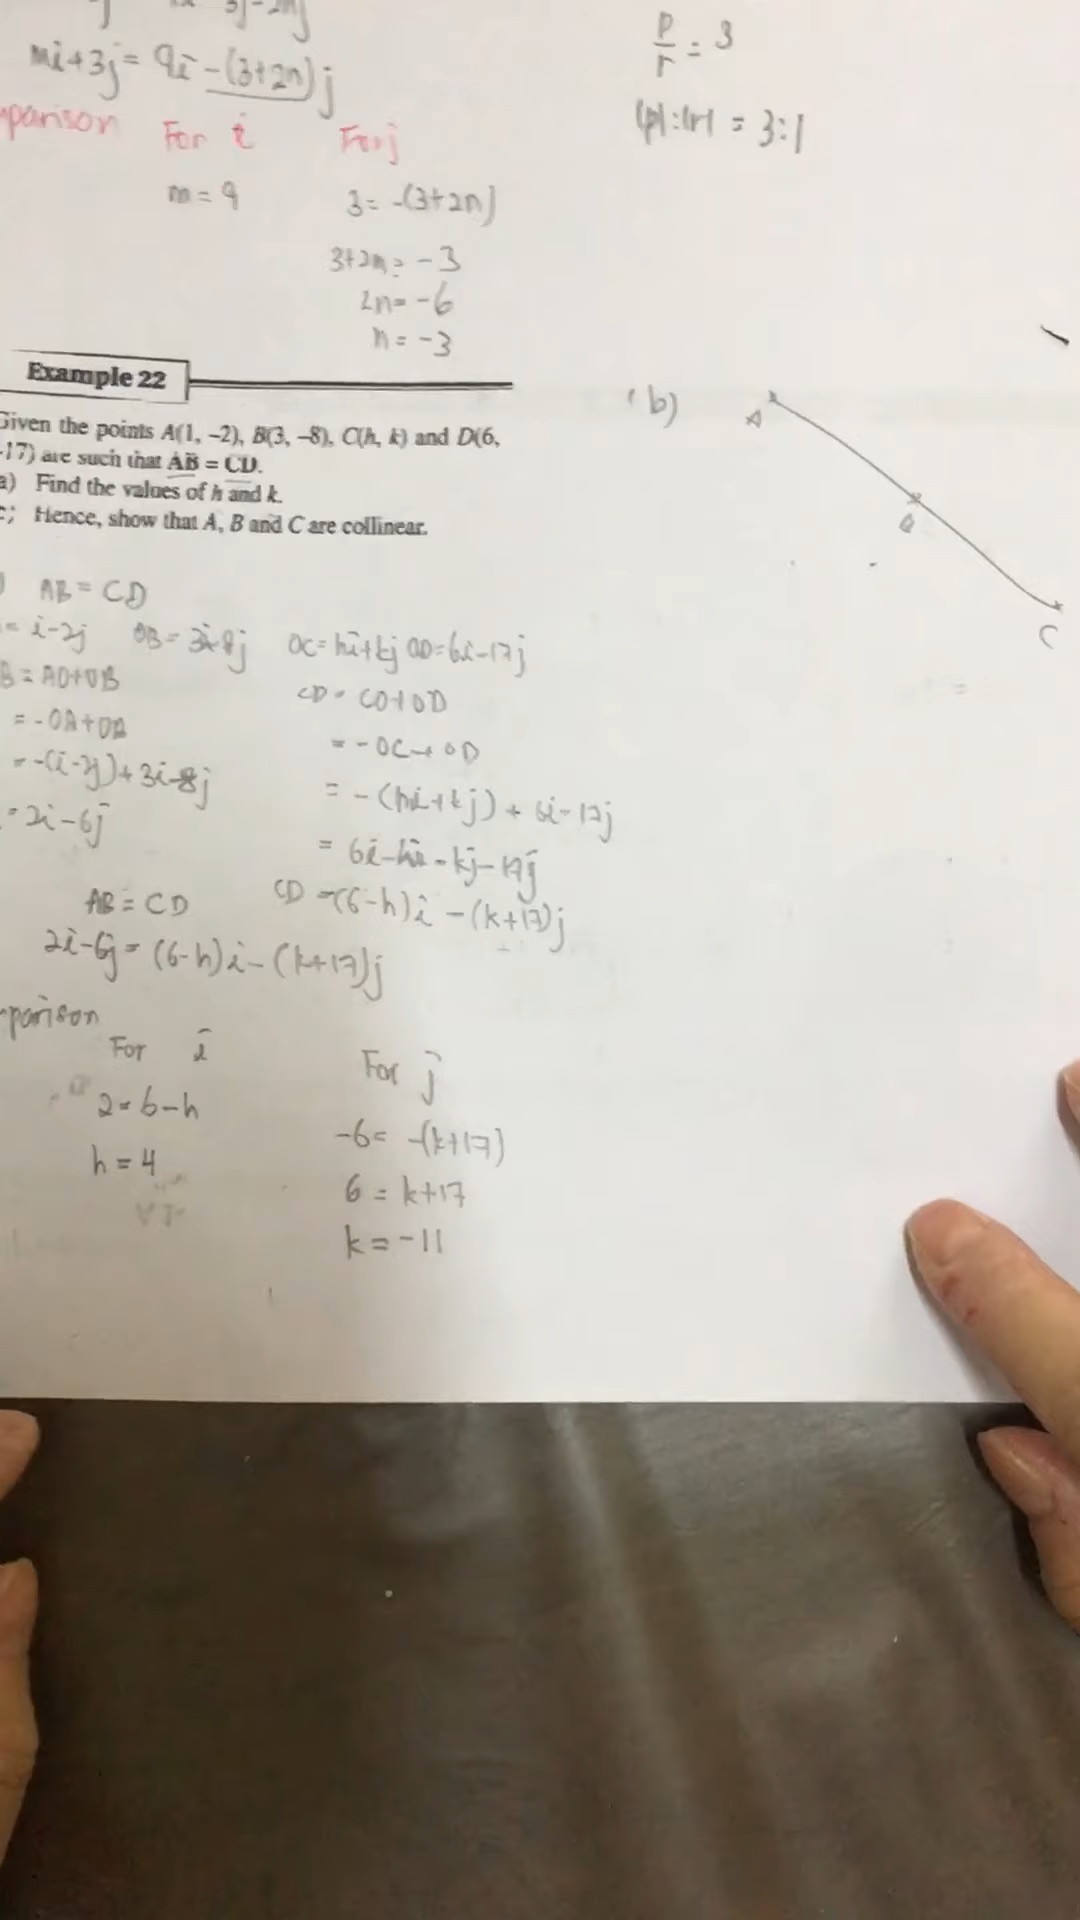 mi+3j = 9i -(3+2n)j
parison For i For j
m = 9 3 = -(3+2n)
3+2n = -3
2n = -6
n = -3
p/r = 3
|p|:|r| = 3:1
Example 22
Given the points A(1, –2), B(3, –8), C(h, k) and D(6,
-17) are such that AB = CD.
a) Find the values of h and k.
Hence, show that A, B and C are collinear.
AB = CD
= i-2j OB = 3i-8j OC = hi+kj OD = 6i-17j
B = AO+OB CD = CO+OD
= -OA+OB = -OC+OD
= -(i-2j)+3i-8j = -(hi+kj) + 6i-17j
= 2i-6j = 6i-hi-kj-17j
AB = CD CD = (6-h)i -(k+17)j
2i-6j = (6-h)i-(k+17)j
parison
For i For j
2=6-h -6 = -(k+17)
h = 4 6 = k+17
k = -11
(b)
A
B
C